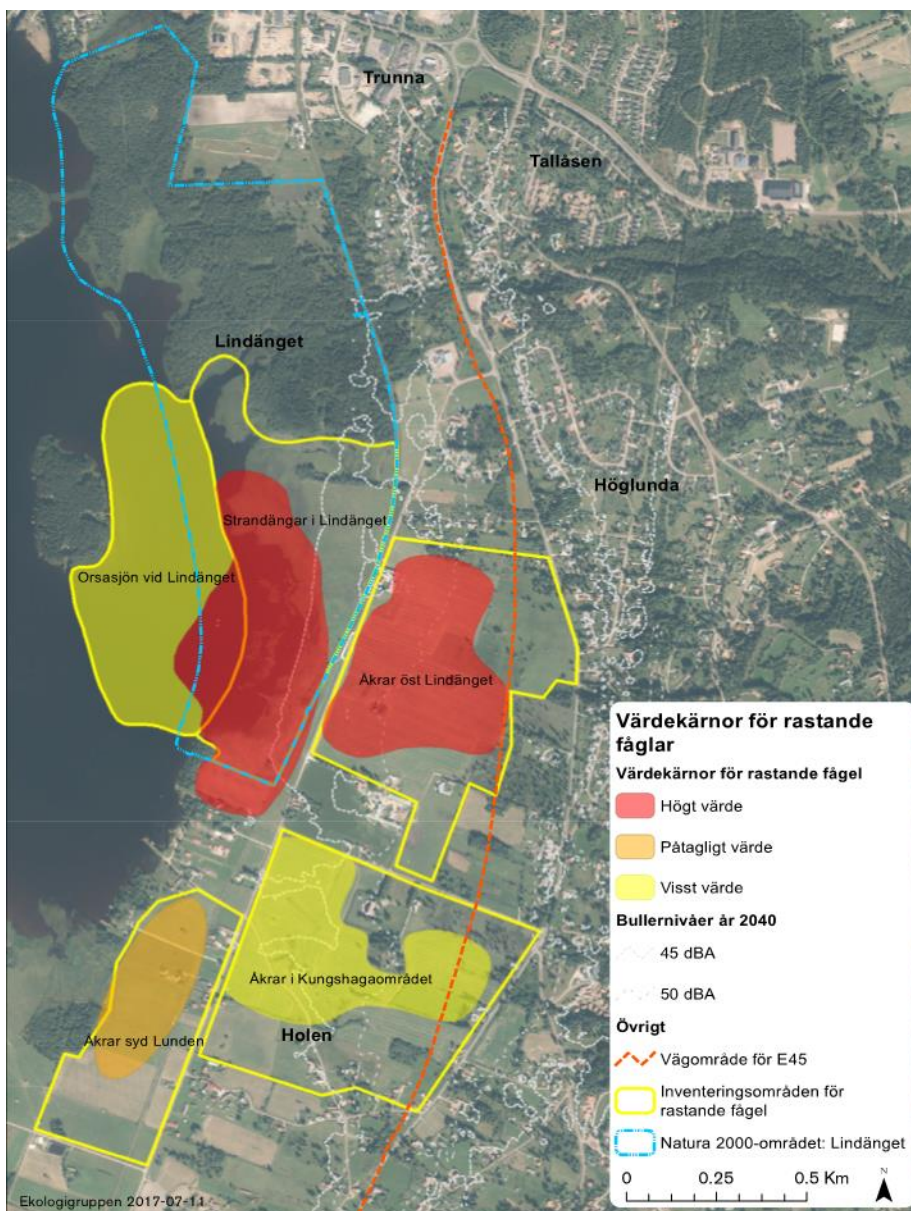 Trunna
Tallåsen
Lindänget
Höglunda
Strandängar i Lindänget
Orsasjön vid Lindänget
Åkrar öst Lindänget
Åkrar i Kungshagaområdet
Holen
Åkrar syd Lunden
Värdekärnor för rastande
fåglar
Värdekärnor för rastande fågel
Högt värde
Påtagligt värde
Visst värde
Bullernivåer år 2040
45 dBA
50 dBA
Övrigt
Vägområde för E45
Inventeringsområden för
rastande fågel
Natura 2000-området: Lindänget
0 0.25 0.5 Km
N
Ekologigruppen 2017-07-11